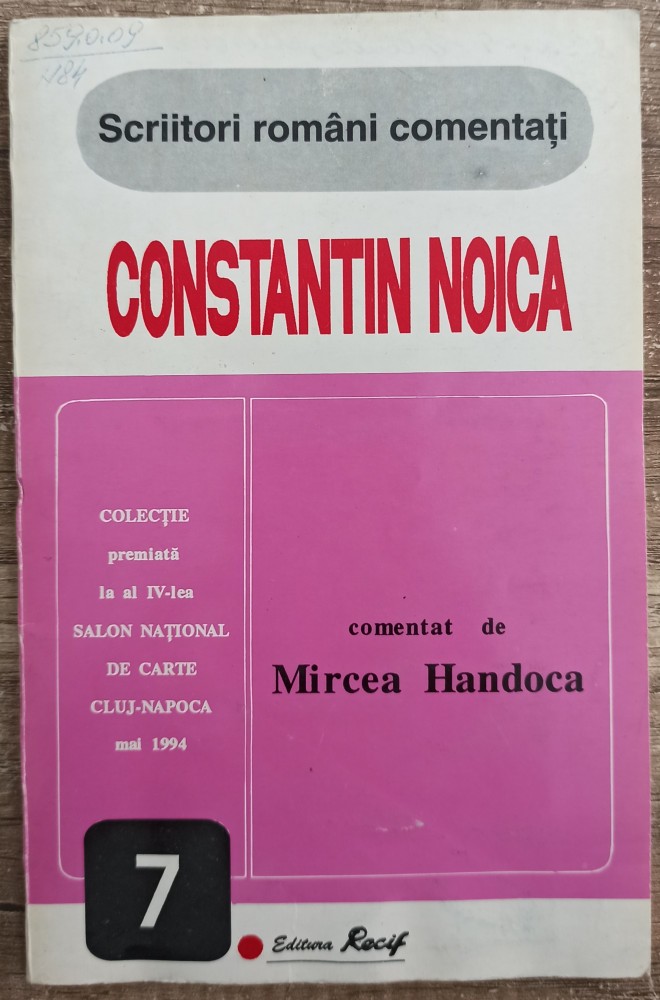 859.0.09
484
Scriitori români comentați
CONSTANTIN NOICA
COLECȚIE
premiată
la al IV-lea
SALON NAȚIONAL
DE CARTE
CLUJ-NAPOCA
mai 1994
comentat de
Mircea Handoca
7
Editura Recif